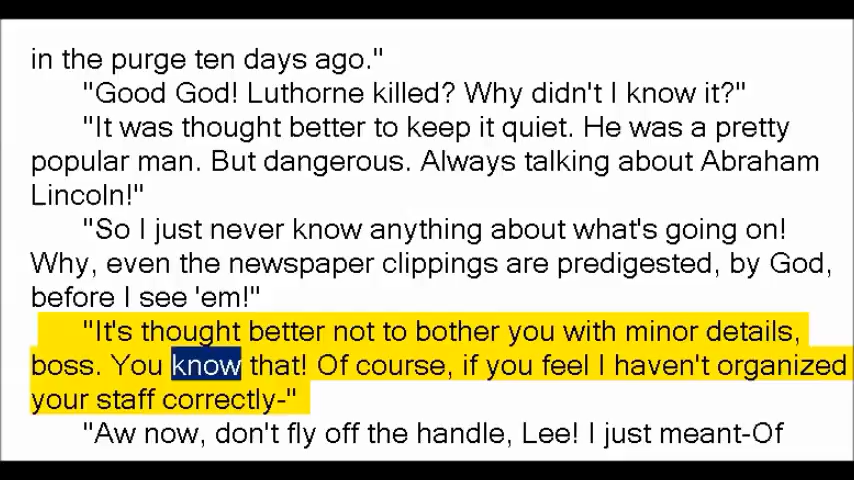 in the purge ten days ago."
"Good God! Luthorne killed? Why didn't I know it?"
"It was thought better to keep it quiet. He was a pretty
popular man. But dangerous. Always talking about Abraham
Lincoln!"
"So I just never know anything about what's going on!
Why, even the newspaper clippings are predigested, by God,
before I see 'em!"
"It's thought better not to bother you with minor details,
boss. You know that! Of course, if you feel I haven't organized
your staff correctly-"
"Aw now, don't fly off the handle, Lee! I just meant-Of